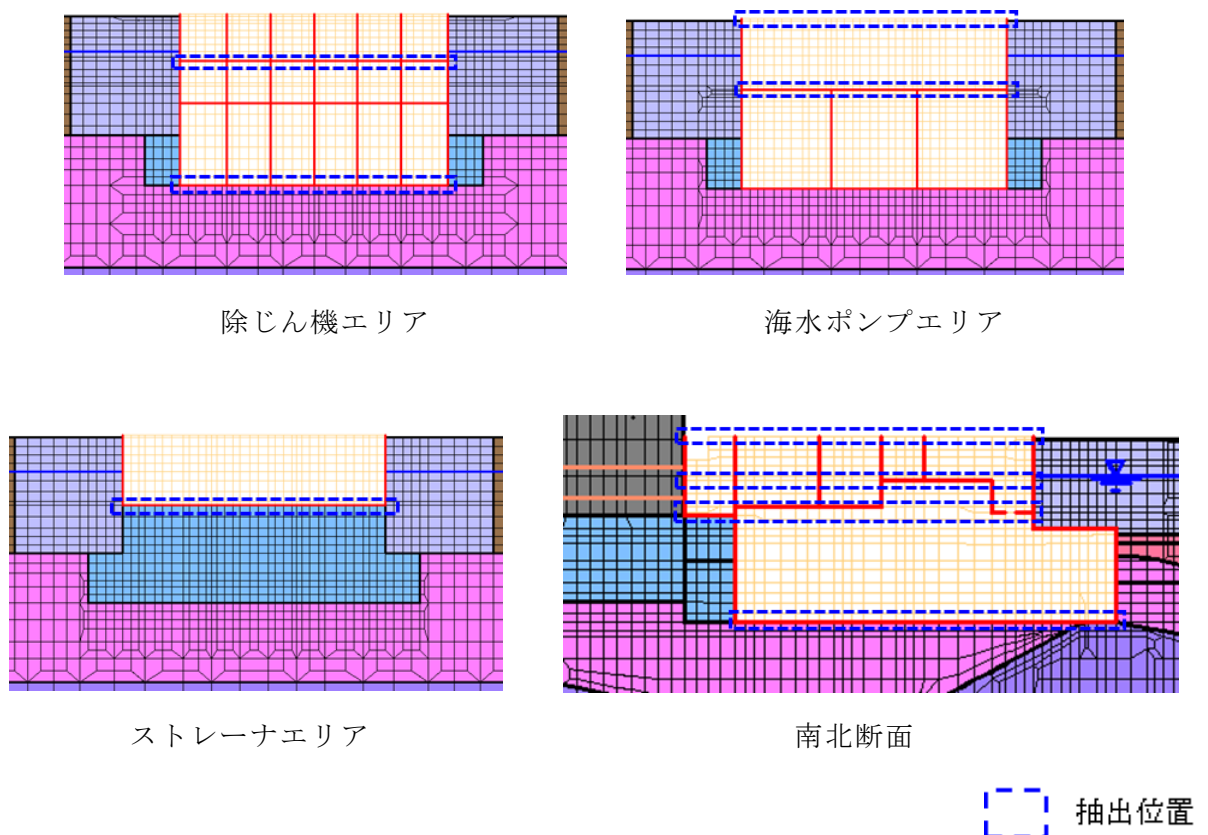 除じん機エリア
海水ポンプエリア
ストレーナエリア
南北断面
抽出位置